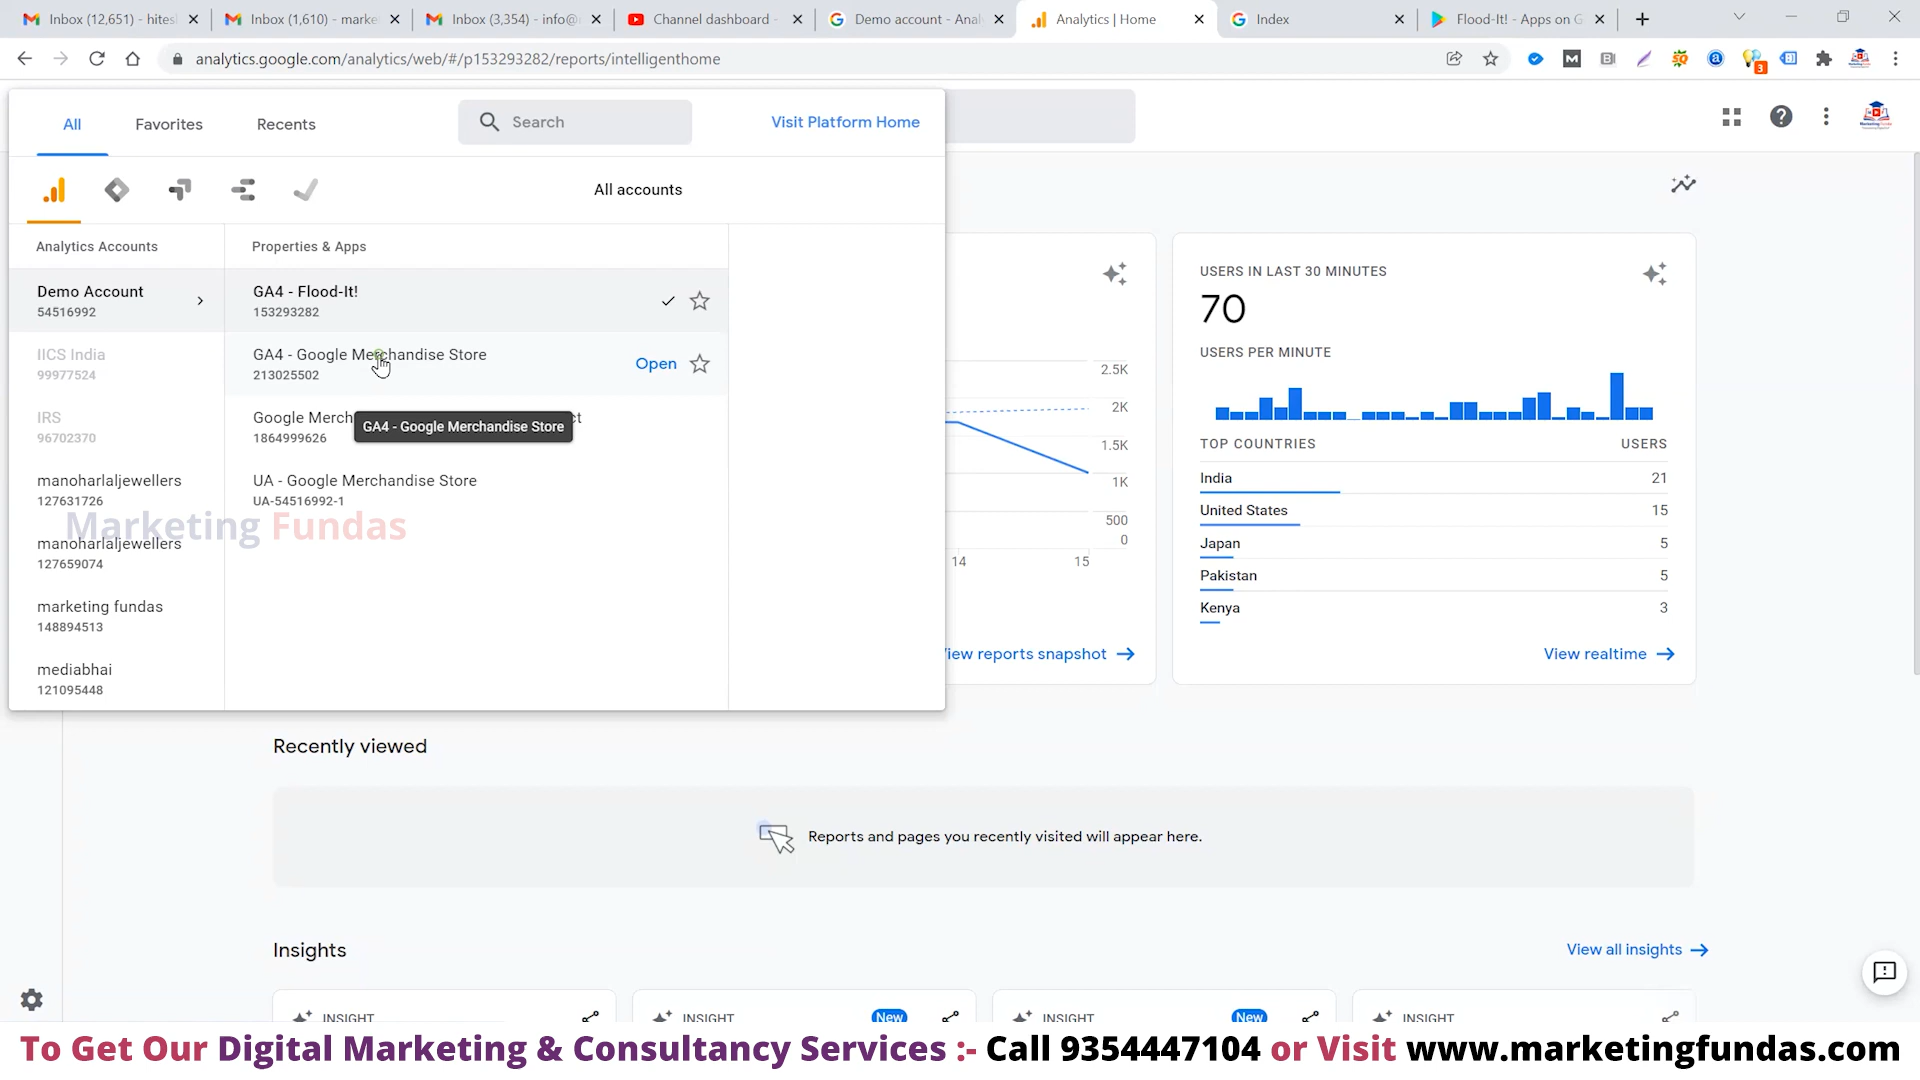 Inbox (12,651) - hitesh
Inbox (1,610) - marke
Inbox (3,354) - info@
Channel dashboard -
Demo account - Anal
Analytics | Home
Index
Flood-It! - Apps on G
analytics.google.com/analytics/web/#/p153293282/reports/intelligenthome
3
All
Favorites
Recents
Search
Visit Platform Home
All accounts
Analytics Accounts
Properties & Apps
Demo Account
54516992
IICS India
99977524
IRS
96702370
manoharlaljewellers
127631726
manoharlaljewellers
127659074
marketing fundas
148894513
mediabhai
121095448
GA4 - Flood-It!
153293282
GA4 - Google Merchandise Store
213025502
Open
Google Merch
1864999626
GA4 - Google Merchandise Store
UA - Google Merchandise Store
UA-54516992-1
Marketing Fundas
2.5K
2K
1.5K
1K
500
0
14
15
View reports snapshot
USERS IN LAST 30 MINUTES
70
USERS PER MINUTE
TOP COUNTRIES USERS
India 21
United States 15
Japan 5
Pakistan 5
Kenya 3
View realtime
Recently viewed
Reports and pages you recently visited will appear here.
Insights
View all insights
INSIGHT
INSIGHT New
INSIGHT New
INSIGHT
To Get Our Digital Marketing & Consultancy Services :- Call 9354447104 or Visit www.marketingfundas.com